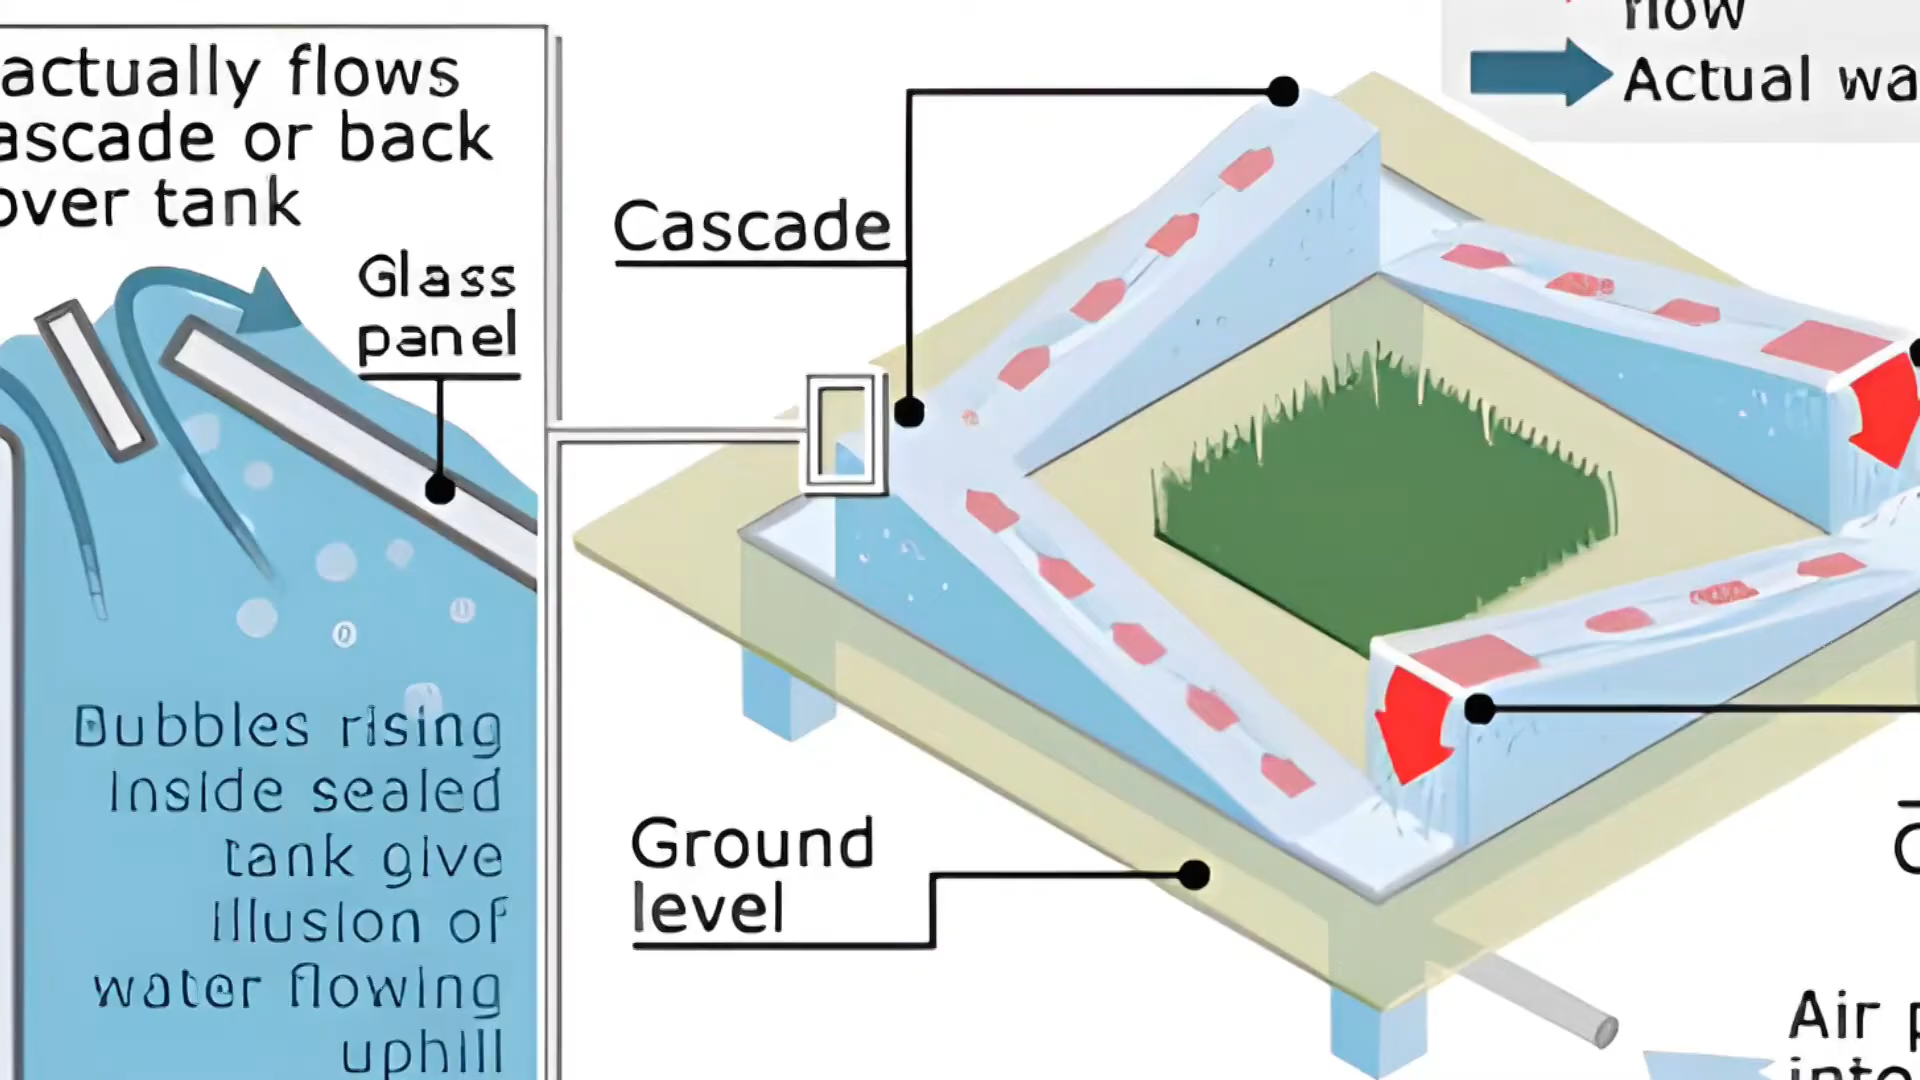 actually flows
ascade or back
over tank
Glass
panel
Bubbles rising
inside sealed
tank give
illusion of
water flowing
uphill
Cascade
Ground
level
flow
Actual wa
Air p
into